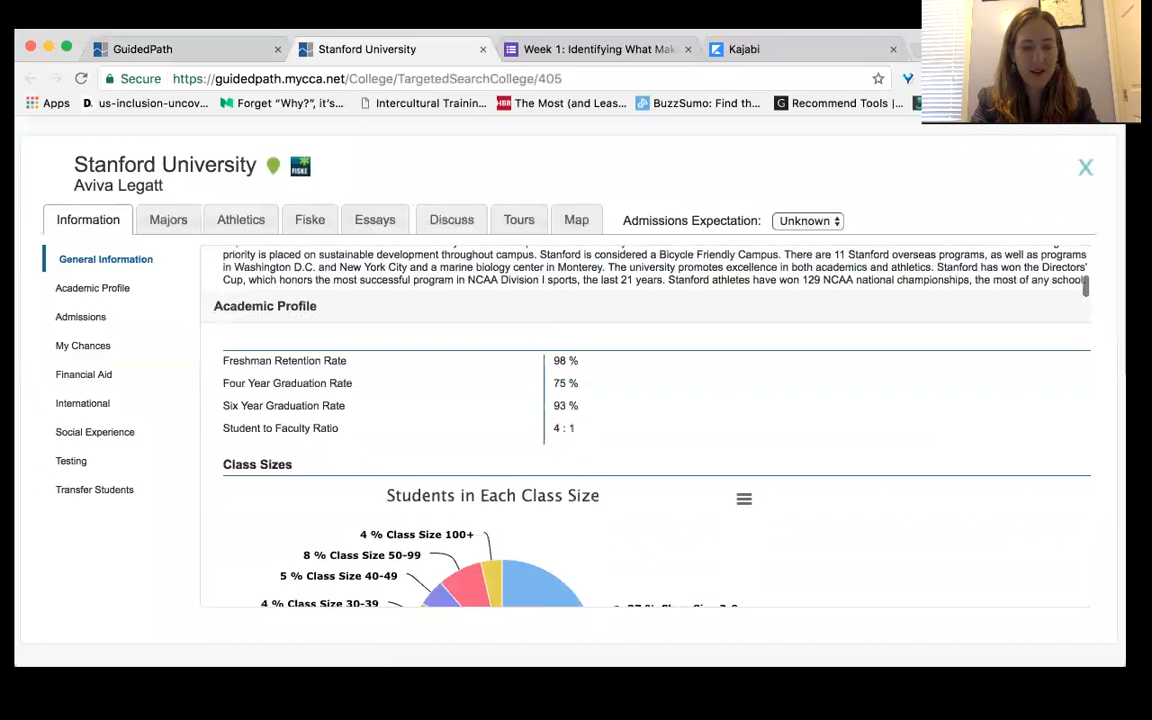 GuidedPath
Stanford University
Week 1: Identifying What Mak
Kajabi
Secure
https://guidedpath.mycca.net/College/TargetedSearchCollege/405
Apps
us-inclusion-uncov...
Forget “Why?”, it’s...
Intercultural Trainin...
HBR The Most (and Leas...
BuzzSumo: Find th...
Recommend Tools |...
Stanford University
FISKE
Aviva Legatt
X
Information
Majors
Athletics
Fiske
Essays
Discuss
Tours
Map
Admissions Expectation:
Unknown
General Information
Academic Profile
Admissions
My Chances
Financial Aid
International
Social Experience
Testing
Transfer Students
priority is placed on sustainable development throughout campus. Stanford is considered a Bicycle Friendly Campus. There are 11 Stanford overseas programs, as well as programs
in Washington D.C. and New York City and a marine biology center in Monterey. The university promotes excellence in both academics and athletics. Stanford has won the Directors'
Cup, which honors the most successful program in NCAA Division I sports, the last 21 years. Stanford athletes have won 129 NCAA national championships, the most of any school
Academic Profile
Freshman Retention Rate 98 %
Four Year Graduation Rate 75 %
Six Year Graduation Rate 93 %
Student to Faculty Ratio 4 : 1
Class Sizes
Students in Each Class Size
4 % Class Size 100+
8 % Class Size 50-99
5 % Class Size 40-49
4 % Class Size 30-39